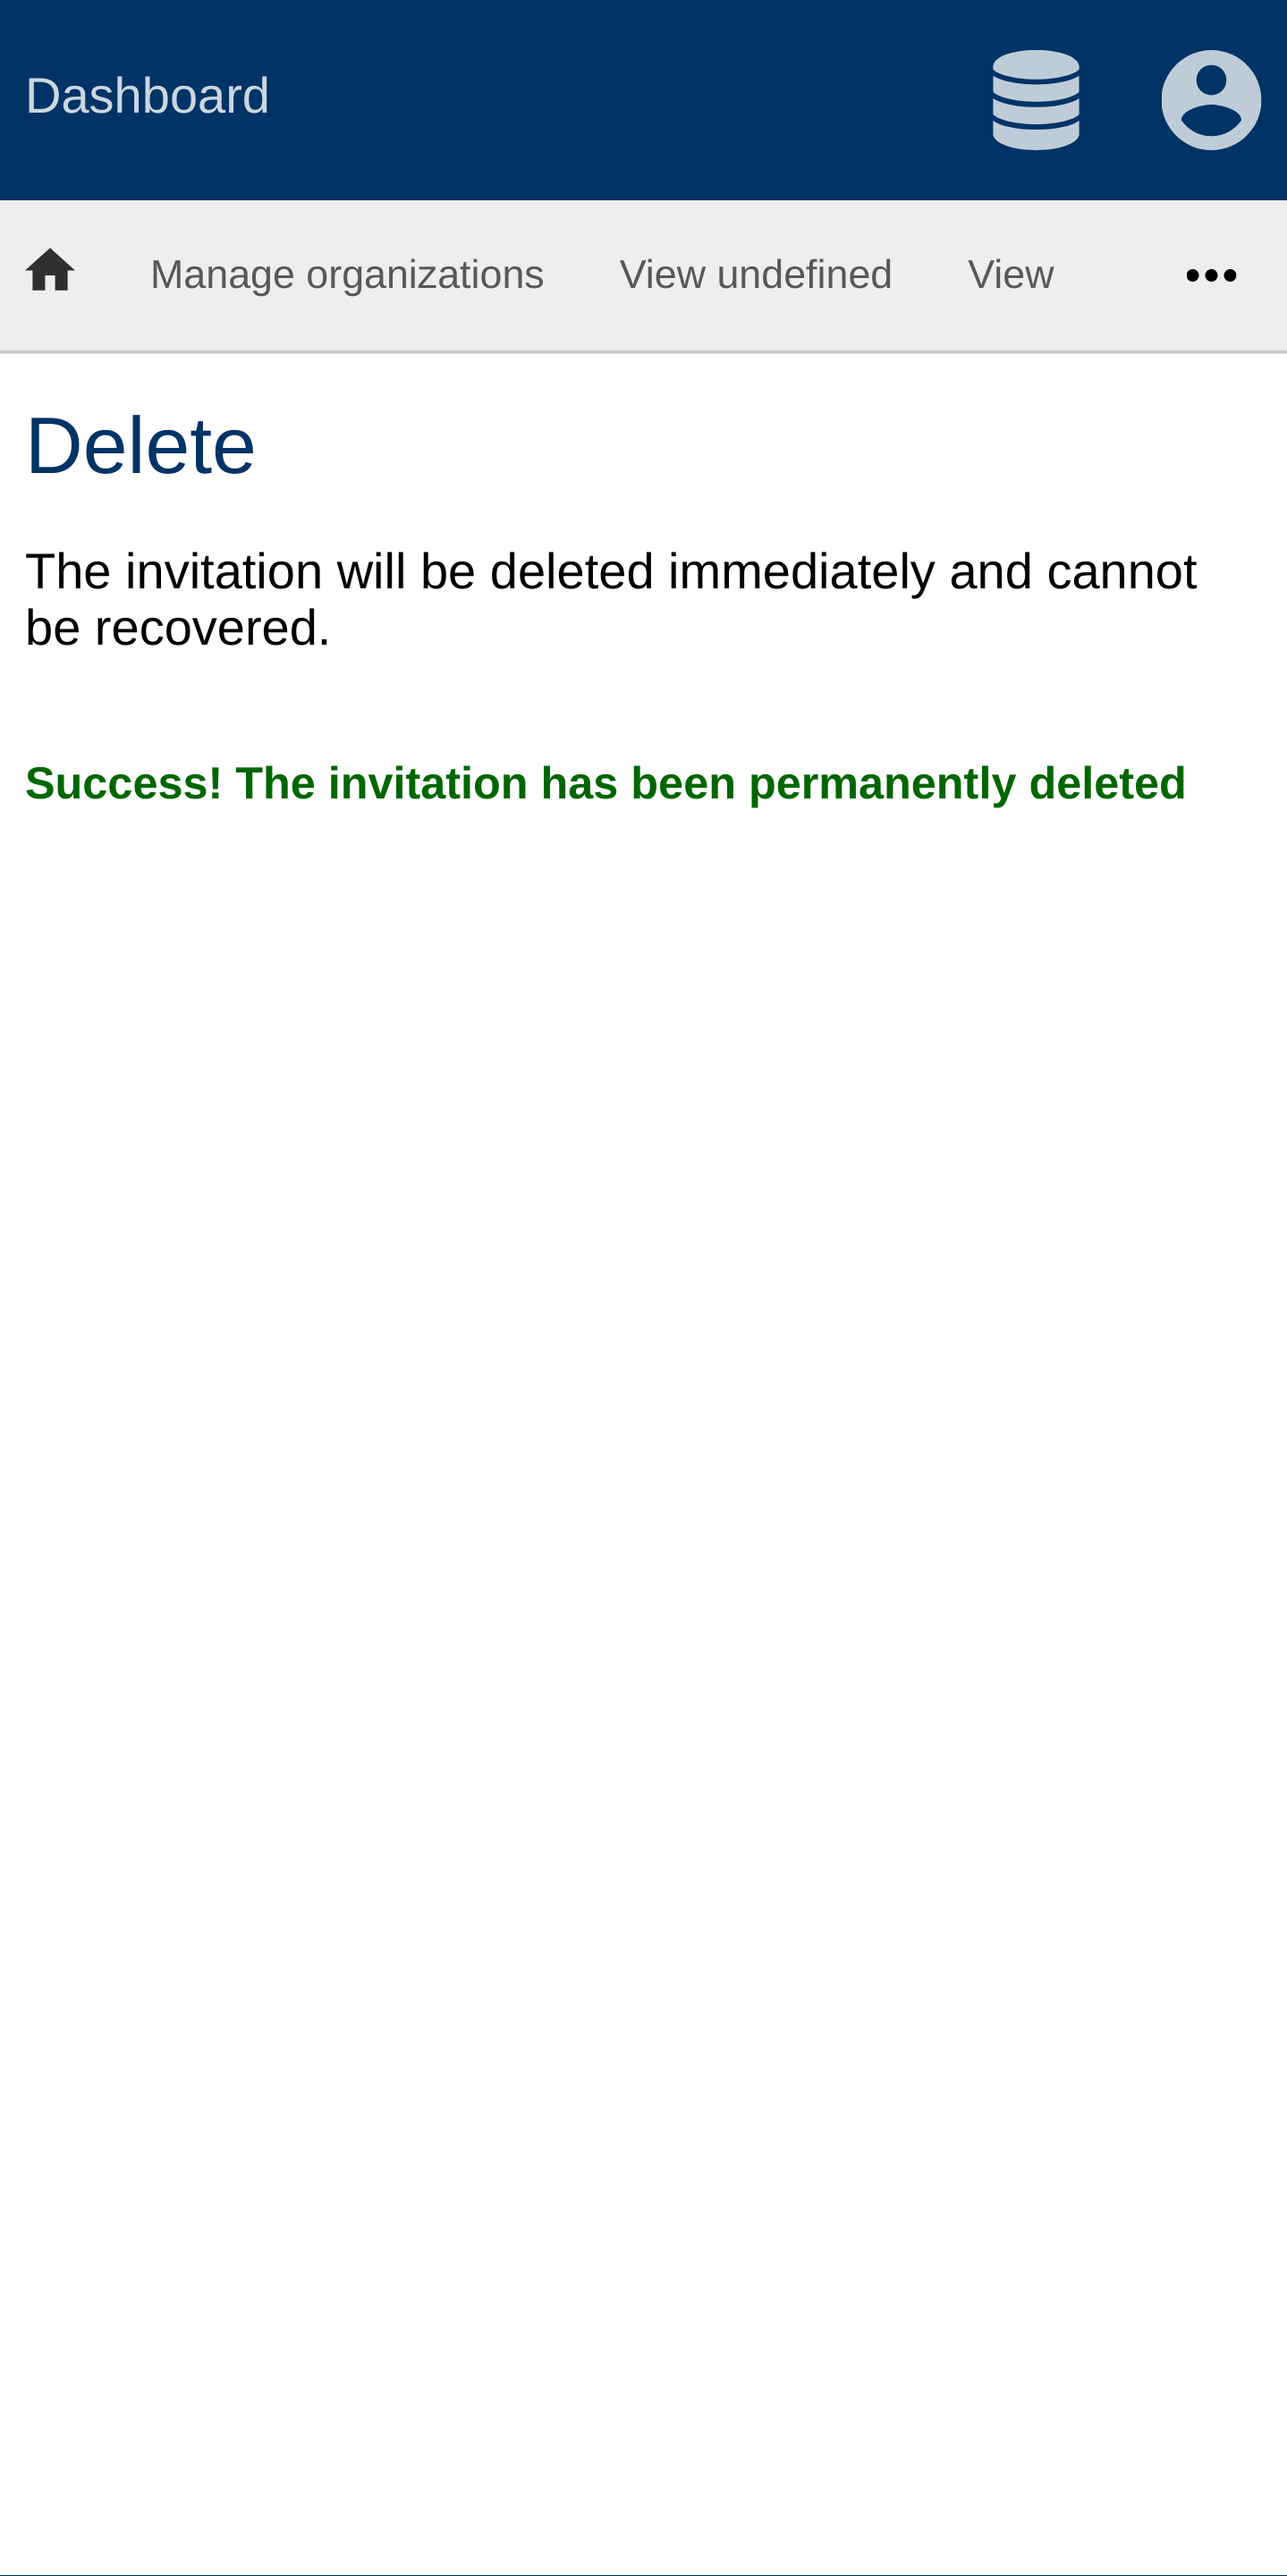 Dashboard
Manage organizations View undefined View
Delete
The invitation will be deleted immediately and cannot
be recovered.
Success! The invitation has been permanently deleted